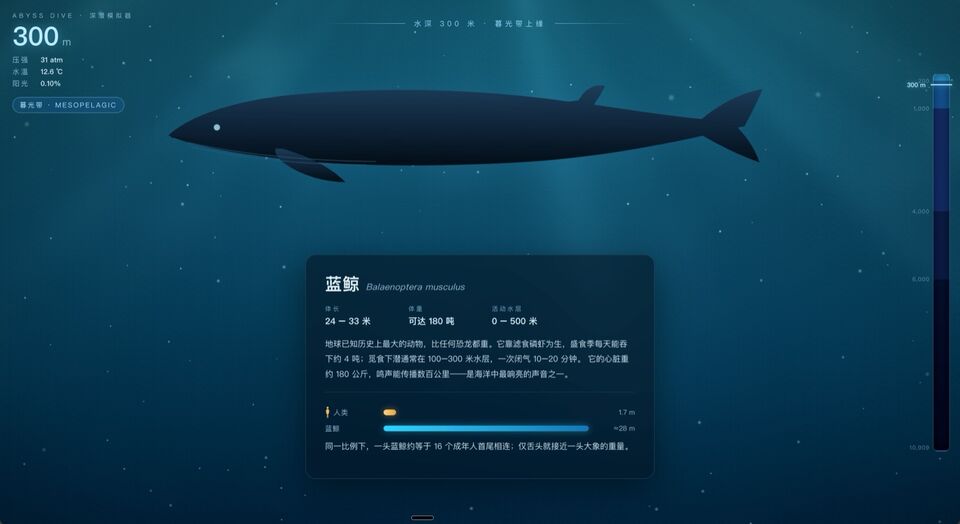 ABYSS DIVE · 深潜模拟器
300 m
压强 31 atm
水温 12.6 ℃
阳光 0.10%
暮光带 · MESOPELAGIC
水深 300 米 · 暮光带上缘
200
300 m
1,000
4,000
6,000
10,909
蓝鲸 Balaenoptera musculus
体长 体重 活动水层
24 – 33 米 可达 180 吨 0 – 500 米
地球已知历史上最大的动物，比任何恐龙都重。它靠滤食磷虾为生，盛食季每天能吞
下约 4 吨；觅食下潜通常在 100–300 米水层，一次闭气 10–20 分钟。 它的心脏重
约 180 公斤，鸣声能传播数百公里——是海洋中最响亮的声音之一。
人类 1.7 m
蓝鲸 ≈28 m
同一比例下，一头蓝鲸约等于 16 个成年人首尾相连；仅舌头就接近一头大象的重量。